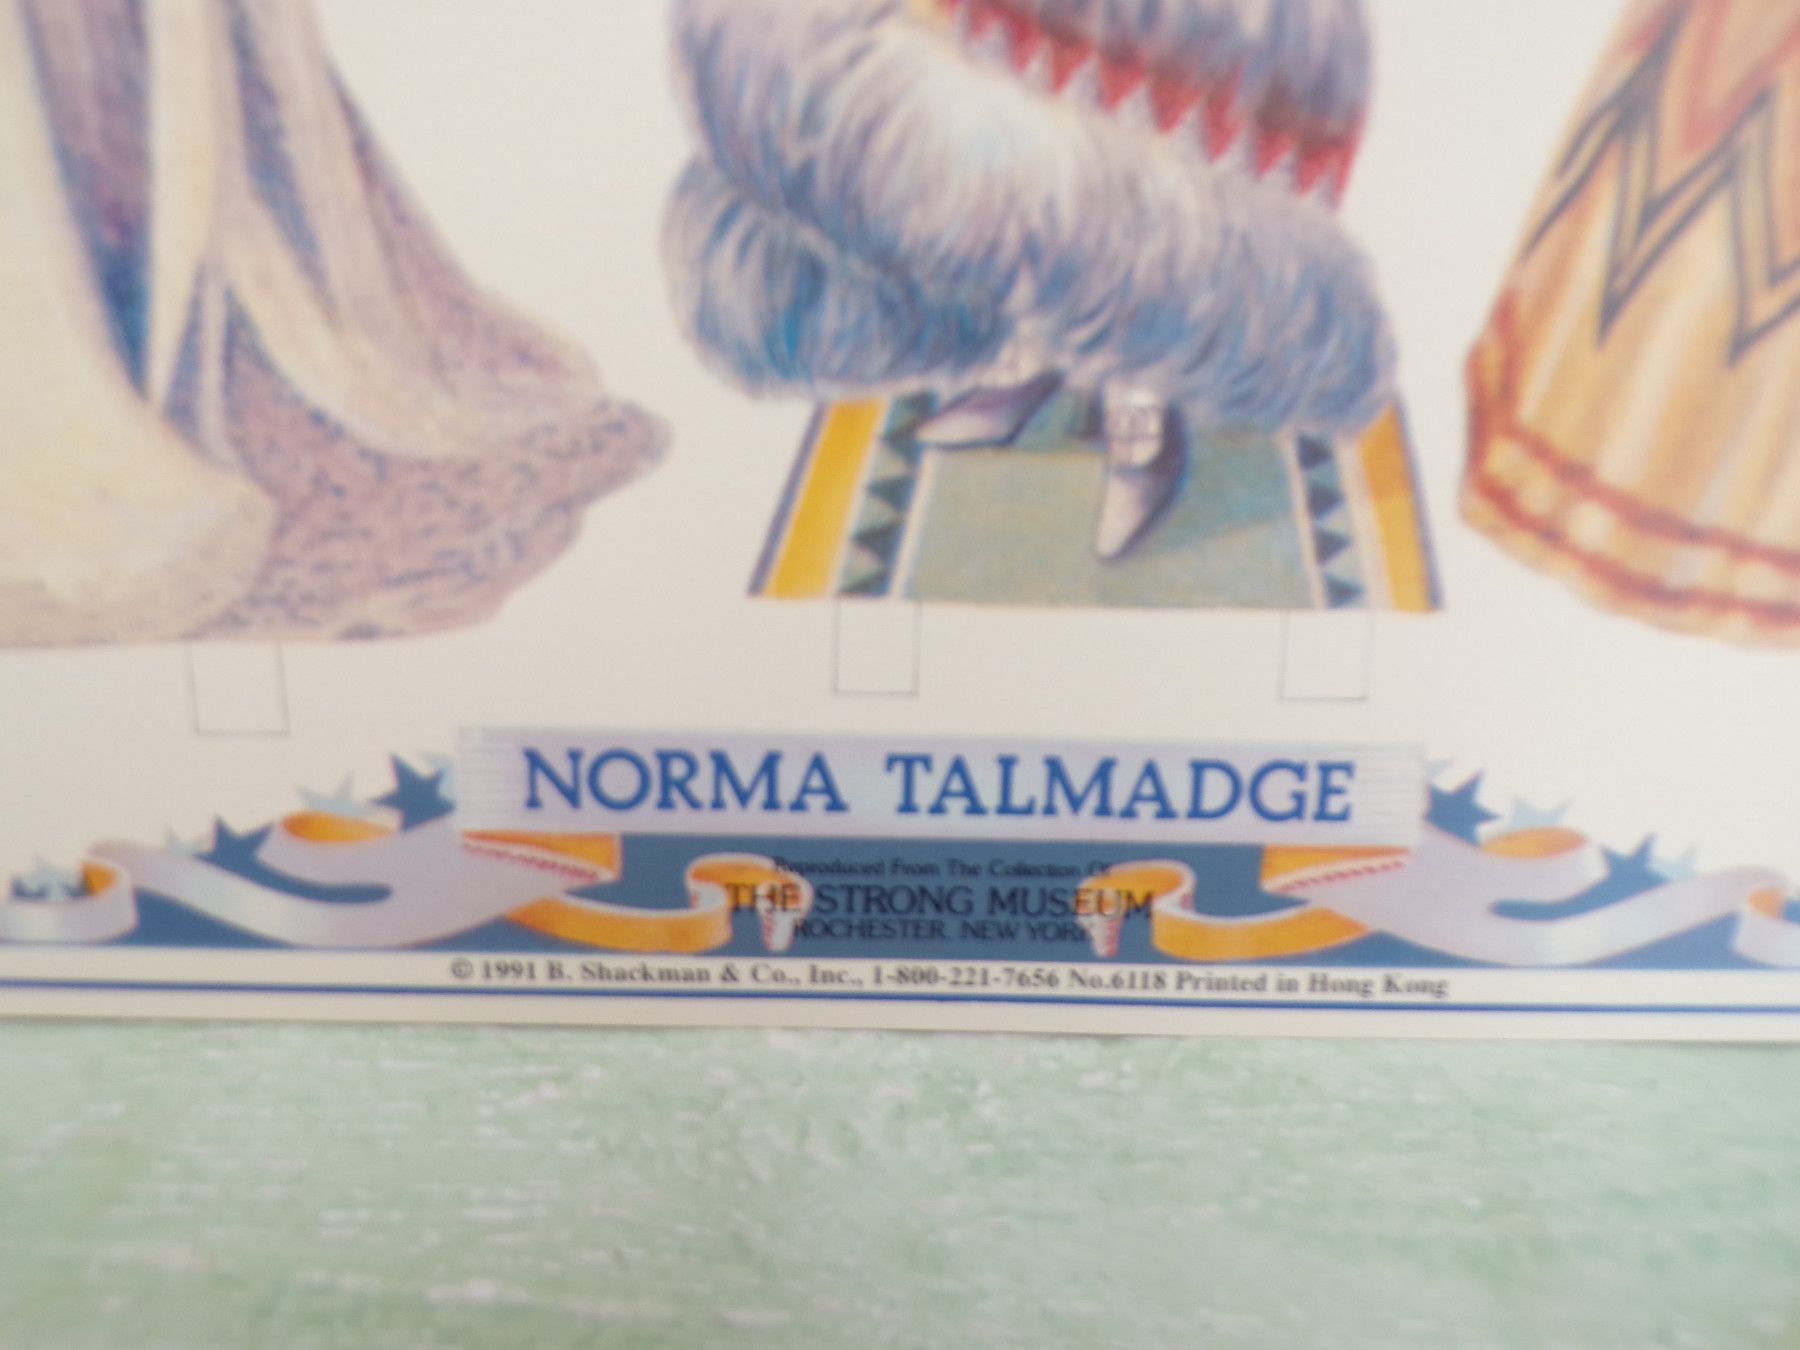 NORMA TALMADGE
Reproduced From The Collection Of
THE STRONG MUSEUM
ROCHESTER, NEW YORK
© 1991 B. Shackman & Co., Inc., 1-800-221-7656 No.6118 Printed in Hong Kong